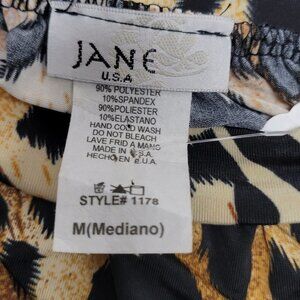 JANE
U.S.A
90% POLYESTER
10%SPANDEX
90%POLIESTER
10%ELASTANO
HAND COLD WASH
DO NOT BLEACH
LAVE FRID A MANO
MADE IN U.S.A.
HECHO EN E.U.A.
STYLE# 1178
M(Mediano)